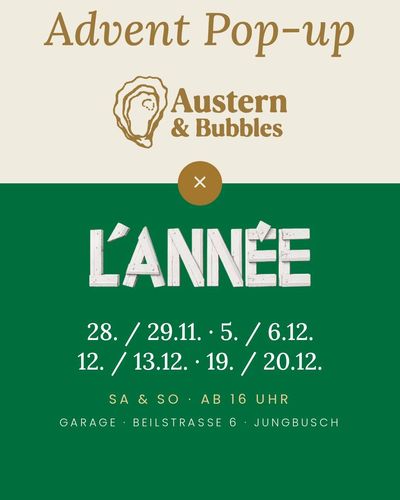 Advent Pop-up
Austern
& Bubbles
×
L'ANNÉE
28. / 29.11. · 5. / 6.12.
12. / 13.12. · 19. / 20.12.
SA & SO · AB 16 UHR
GARAGE · BEILSTRASSE 6 · JUNGBUSCH